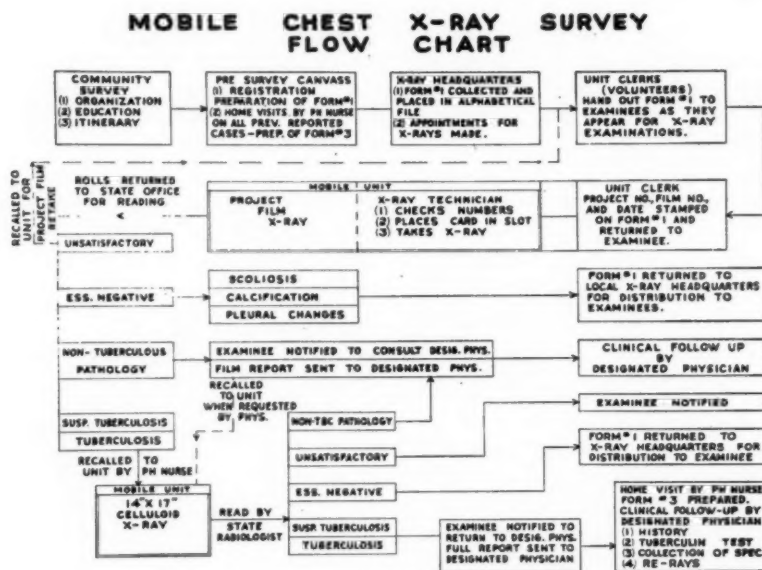 MOBILE CHEST X-RAY SURVEY
FLOW CHART
COMMUNITY
SURVEY
(1) ORGANIZATION
(2) EDUCATION
(3) ITINERARY
PRE SURVEY CANVASS
(1) REGISTRATION
PREPARATION OF FORM #1
(2) HOME VISITS BY PH NURSE
ON ALL PREV. REPORTED
CASES-PREP. OF FORM #3
X-RAY HEADQUARTERS
(1) FORM #1 COLLECTED AND
PLACED IN ALPHABETICAL
FILE
(2) APPOINTMENTS FOR
X-RAYS MADE.
UNIT CLERKS
(VOLUNTEERS)
HAND OUT FORM #1 TO
EXAMINEES AS THEY
APPEAR FOR X-RAY
EXAMINATIONS.
RECALLED TO
UNIT FOR
PROJECT FILM
RETAKE
ROLLS RETURNED
TO STATE OFFICE
FOR READING
MOBILE UNIT
PROJECT
FILM
X-RAY
X-RAY TECHNICIAN
(1) CHECKS NUMBERS
(2) PLACES CARD IN SLOT
(3) TAKES X-RAY
UNIT CLERK
PROJECT NO., FILM NO.,
AND DATE STAMPED
ON FORM #1 AND
RETURNED TO
EXAMINEE.
UNSATISFACTORY
ESS. NEGATIVE
SCOLIOSIS
CALCIFICATION
PLEURAL CHANGES
FORM #1 RETURNED TO
LOCAL X-RAY HEADQUARTERS
FOR DISTRIBUTION TO
EXAMINEES.
NON-TUBERCULOUS
PATHOLOGY
EXAMINEE NOTIFIED TO CONSULT DESIG. PHYS.
FILM REPORT SENT TO DESIGNATED PHYS.
CLINICAL FOLLOW UP
BY
DESIGNATED PHYSICIAN
RECALLED
TO UNIT
WHEN REQUESTED
BY PHYS.
SUSP. TUBERCULOSIS
TUBERCULOSIS
RECALLED TO
UNIT BY PH NURSE
MOBILE UNIT
14" X 17"
CELLULOID
X-RAY
READ BY
STATE
RADIOLOGIST
NON-TBC PATHOLOGY
UNSATISFACTORY
EXAMINEE NOTIFIED
ESS. NEGATIVE
FORM #1 RETURNED TO
X-RAY HEADQUARTERS FOR
DISTRIBUTION TO EXAMINEE
SUSP. TUBERCULOSIS
TUBERCULOSIS
EXAMINEE NOTIFIED TO
RETURN TO DESIG. PHYS.
FULL REPORT SENT TO
DESIGNATED PHYSICIAN
HOME VISIT BY PH NURSE
FORM #3 PREPARED.
CLINICAL FOLLOW-UP BY
DESIGNATED PHYSICIAN
(1) HISTORY
(2) TUBERCULIN TEST
(3) COLLECTION OF SPEC
(4) RE-RAYS